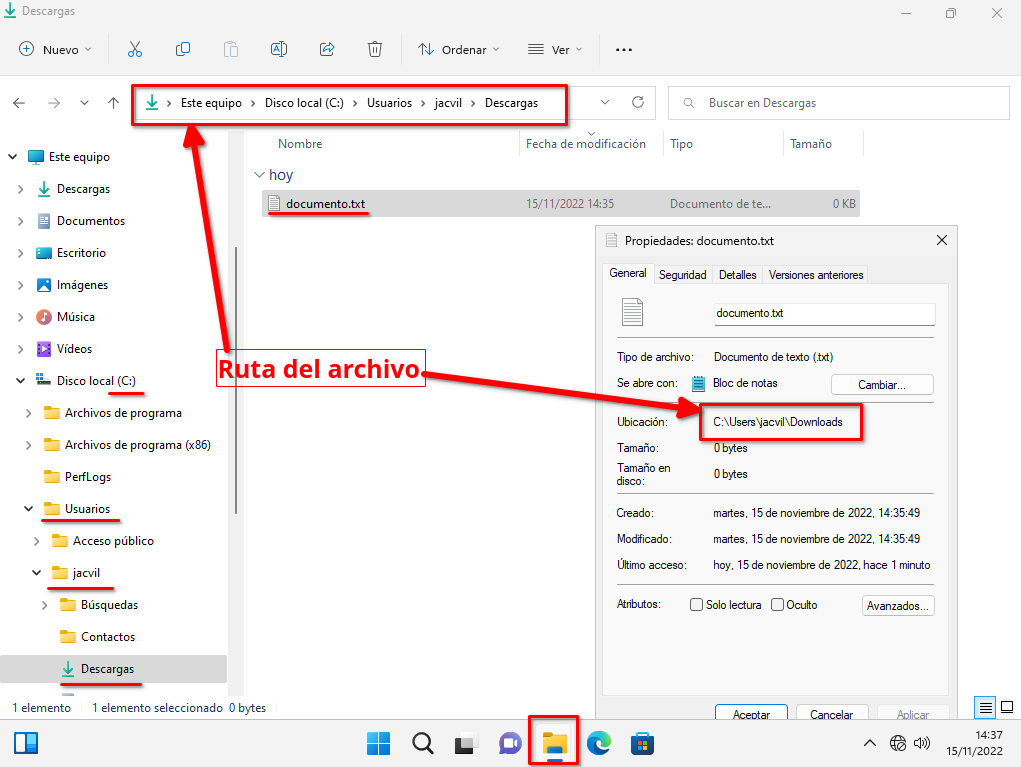 Descargas
Nuevo
Ordenar
Ver
Este equipo > Disco local (C:) > Usuarios > jacvil > Descargas
Buscar en Descargas
Nombre
Fecha de modificación
Tipo
Tamaño
hoy
documento.txt
15/11/2022 14:35
Documento de te...
0 KB
Este equipo
Descargas
Documentos
Escritorio
Imágenes
Música
Vídeos
Disco local (C:)
Archivos de programa
Archivos de programa (x86)
PerfLogs
Usuarios
Acceso público
jacvil
Búsquedas
Contactos
Descargas
Ruta del archivo
Propiedades: documento.txt
General
Seguridad
Detalles
Versiones anteriores
documento.txt
Tipo de archivo:
Documento de texto (.txt)
Se abre con:
Bloc de notas
Cambiar...
Ubicación:
C:\Users\jacvil\Downloads
Tamaño:
0 bytes
Tamaño en
disco:
0 bytes
Creado:
martes, 15 de noviembre de 2022, 14:35:49
Modificado:
martes, 15 de noviembre de 2022, 14:35:49
Último acceso:
hoy, 15 de noviembre de 2022, hace 1 minuto
Atributos:
Solo lectura
Oculto
Avanzados...
Aceptar
Cancelar
Aplicar
1 elemento
1 elemento seleccionado
0 bytes
14:37
15/11/2022